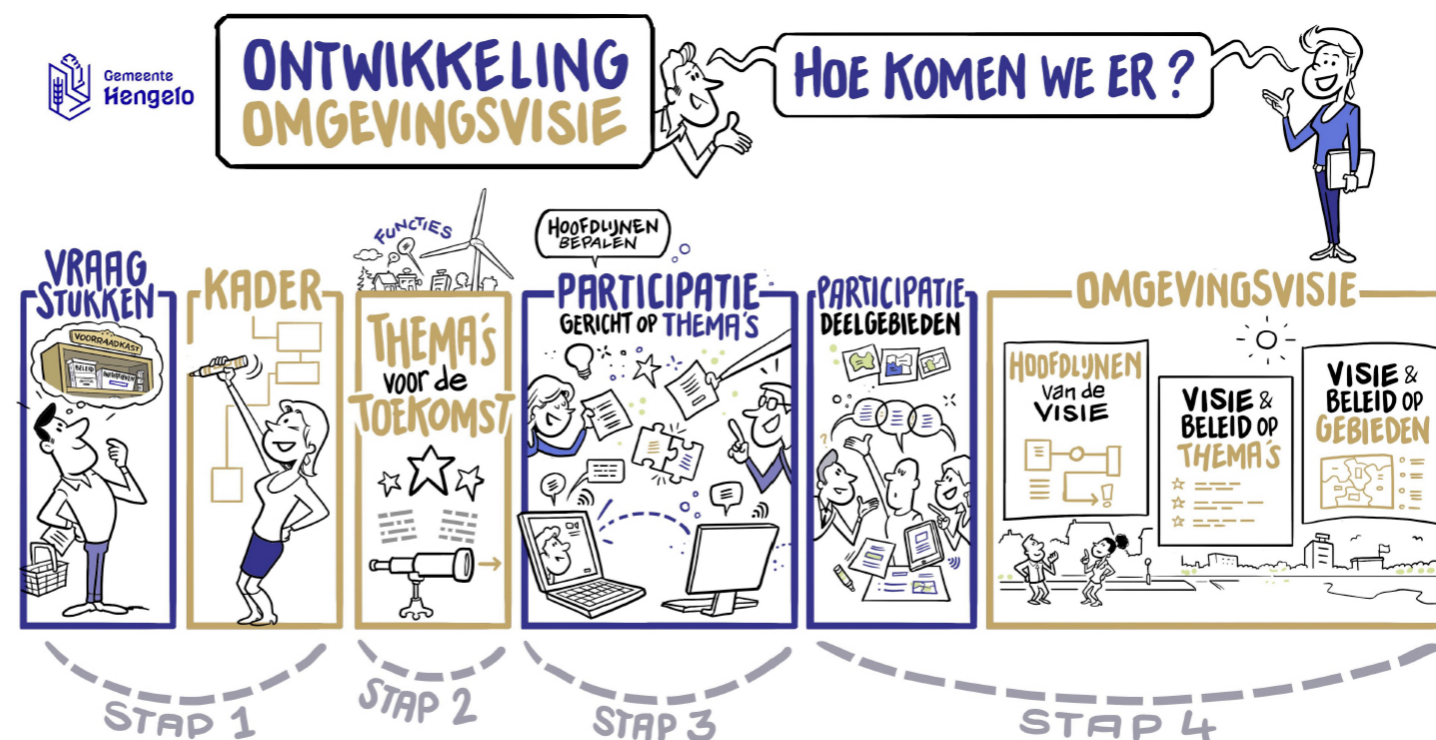 Gemeente
Hengelo
ONTWIKKELING
OMGEVINGSVISIE
HOE KOMEN WE ER?
VRAAG
STUKKEN
VOORRAADKAST
BELEID
KADER
FUNCTIES
THEMA'S
voor de
TOEKOMST
HOOFDLIJNEN
BEPALEN
PARTICIPATIE
GERICHT OP THEMA'S
PARTICIPATIE
DEELGEBIEDEN
OMGEVINGSVISIE
HOOFDLIJNEN
van de
VISIE
VISIE &
BELEID OP
THEMA'S
VISIE &
BELEID OP
GEBIEDEN
STAP 1
STAP 2
STAP 3
STAP 4